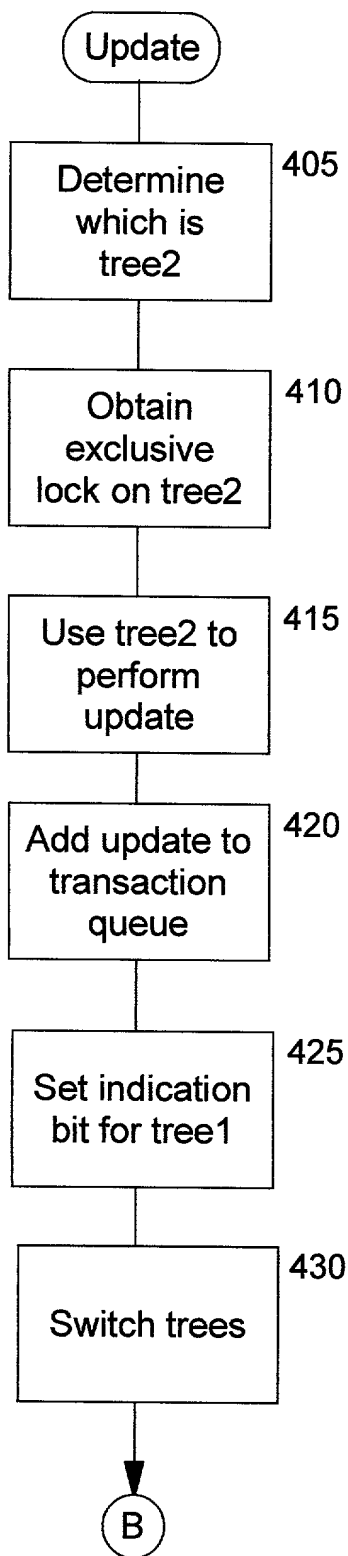 Update
405
Determine
which is
tree2
410
Obtain
exclusive
lock on tree2
415
Use tree2 to
perform
update
420
Add update to
transaction
queue
425
Set indication
bit for tree1
430
Switch trees
B